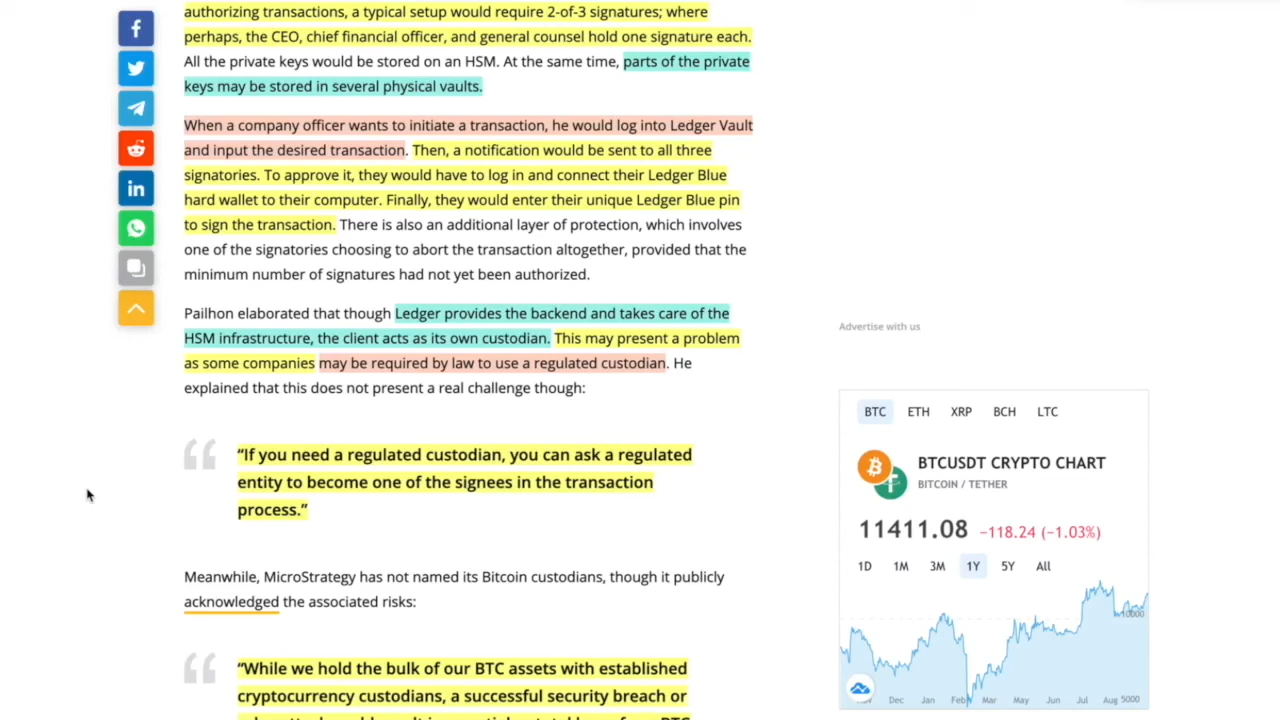 authorizing transactions, a typical setup would require 2-of-3 signatures; where
perhaps, the CEO, chief financial officer, and general counsel hold one signature each.
All the private keys would be stored on an HSM. At the same time, parts of the private
keys may be stored in several physical vaults.
When a company officer wants to initiate a transaction, he would log into Ledger Vault
and input the desired transaction. Then, a notification would be sent to all three
signatories. To approve it, they would have to log in and connect their Ledger Blue
hard wallet to their computer. Finally, they would enter their unique Ledger Blue pin
to sign the transaction. There is also an additional layer of protection, which involves
one of the signatories choosing to abort the transaction altogether, provided that the
minimum number of signatures had not yet been authorized.
Pailhon elaborated that though Ledger provides the backend and takes care of the
HSM infrastructure, the client acts as its own custodian. This may present a problem
as some companies may be required by law to use a regulated custodian. He
explained that this does not present a real challenge though:
“If you need a regulated custodian, you can ask a regulated
entity to become one of the signees in the transaction
process.”
Meanwhile, MicroStrategy has not named its Bitcoin custodians, though it publicly
acknowledged the associated risks:
“While we hold the bulk of our BTC assets with established
cryptocurrency custodians, a successful security breach or
Advertise with us
BTC ETH XRP BCH LTC
BTCUSDT CRYPTO CHART
BITCOIN / TETHER
11411.08 −118.24 (−1.03%)
1D 1M 3M 1Y 5Y All
10000
Dec Jan Feb Mar May Jun Jul Aug 5000